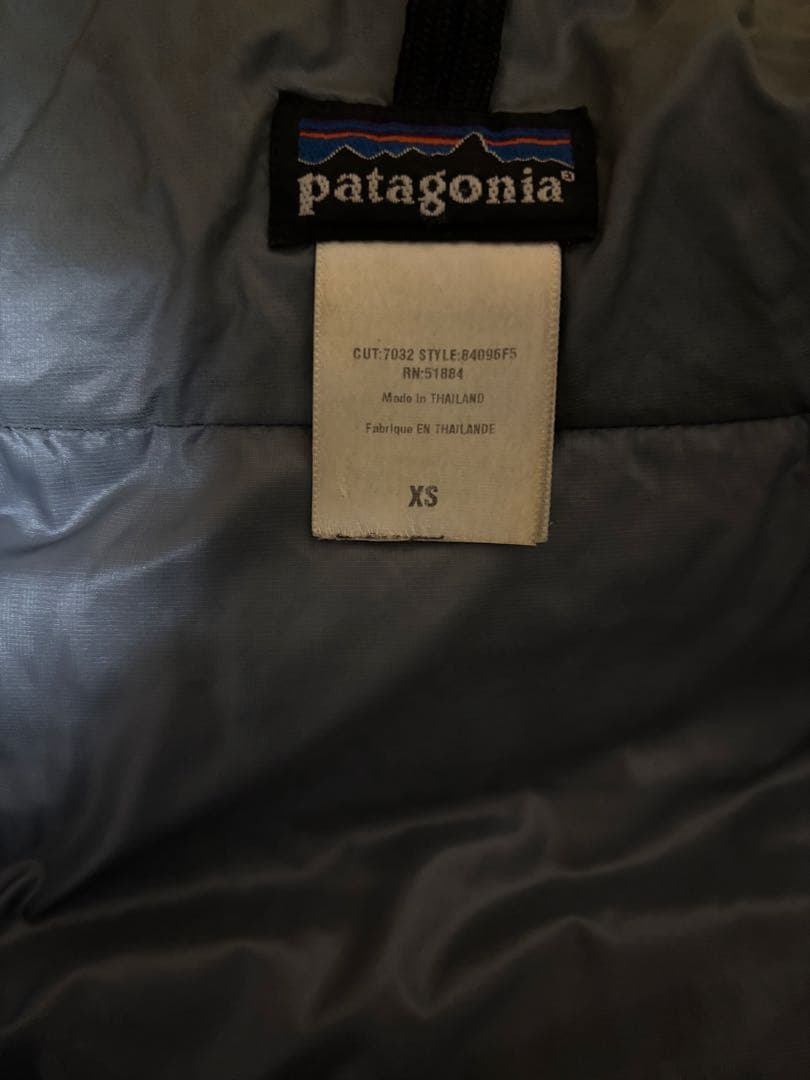 patagonia®
CUT:7032 STYLE:84096F5
RN:51884
Made in THAILAND
Fabrique EN THAILANDE
XS